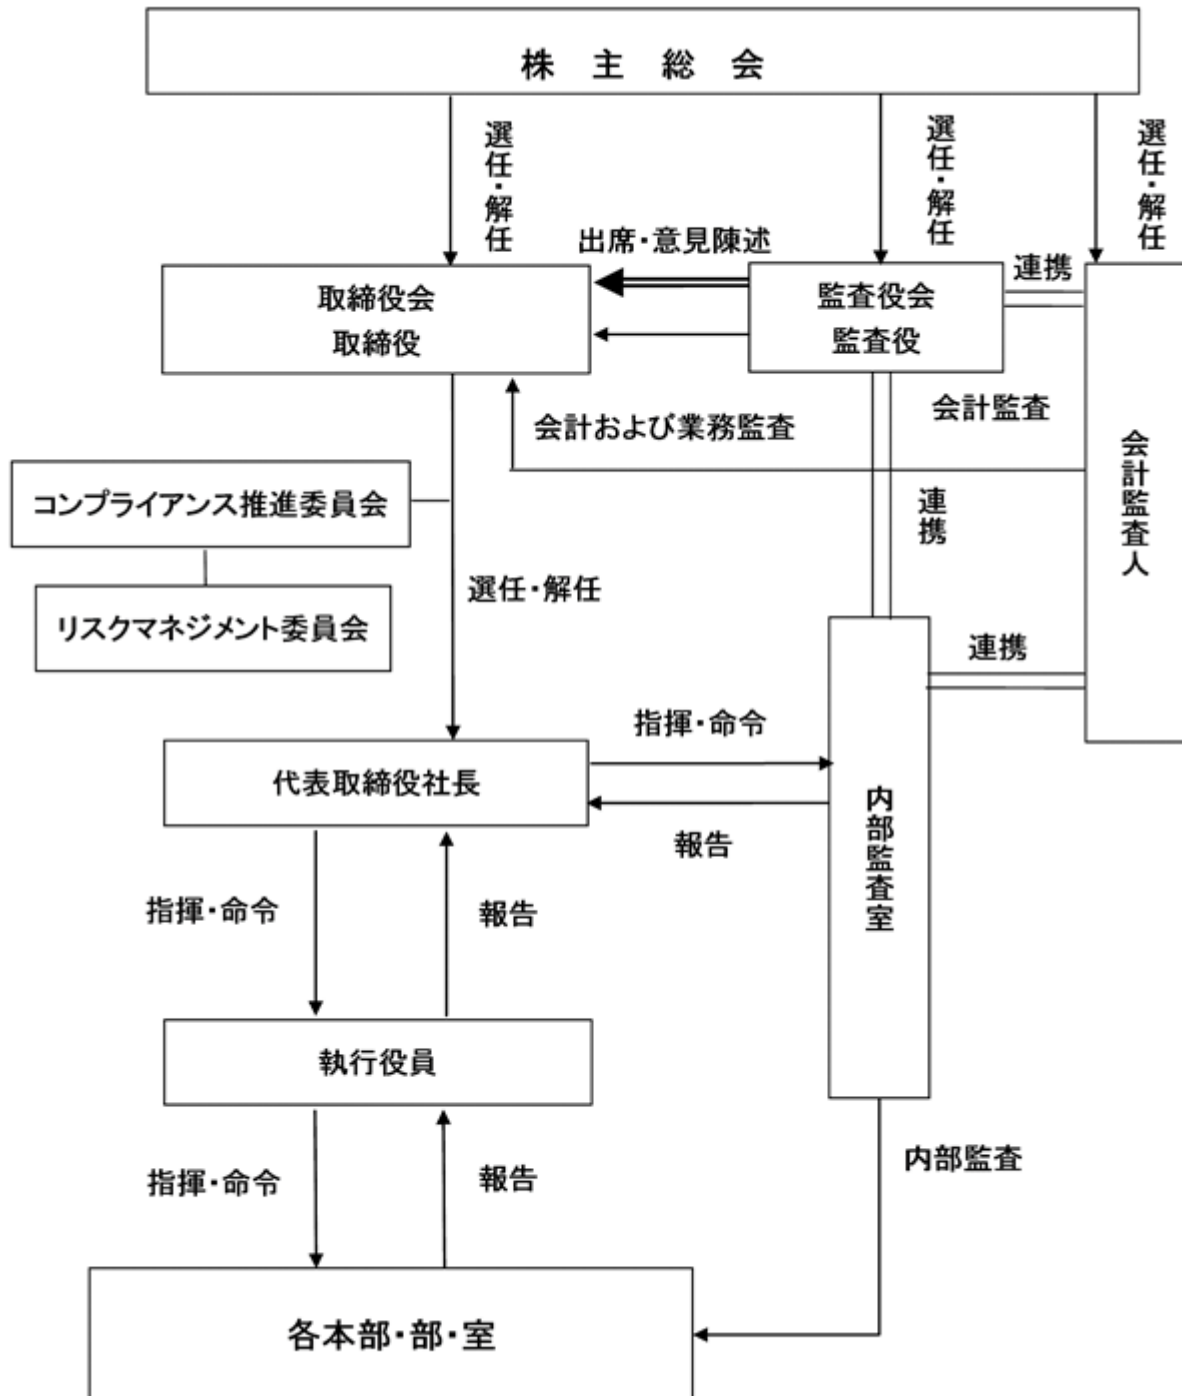 株主総会
選任・解任
選任・解任
選任・解任
出席・意見陳述
連携
取締役会
取締役
監査役会
監査役
会計監査
会計および業務監査
会計監査人
コンプライアンス推進委員会
連携
リスクマネジメント委員会
選任・解任
連携
指揮・命令
代表取締役社長
報告
内部監査室
指揮・命令
報告
執行役員
内部監査
指揮・命令
報告
各本部・部・室